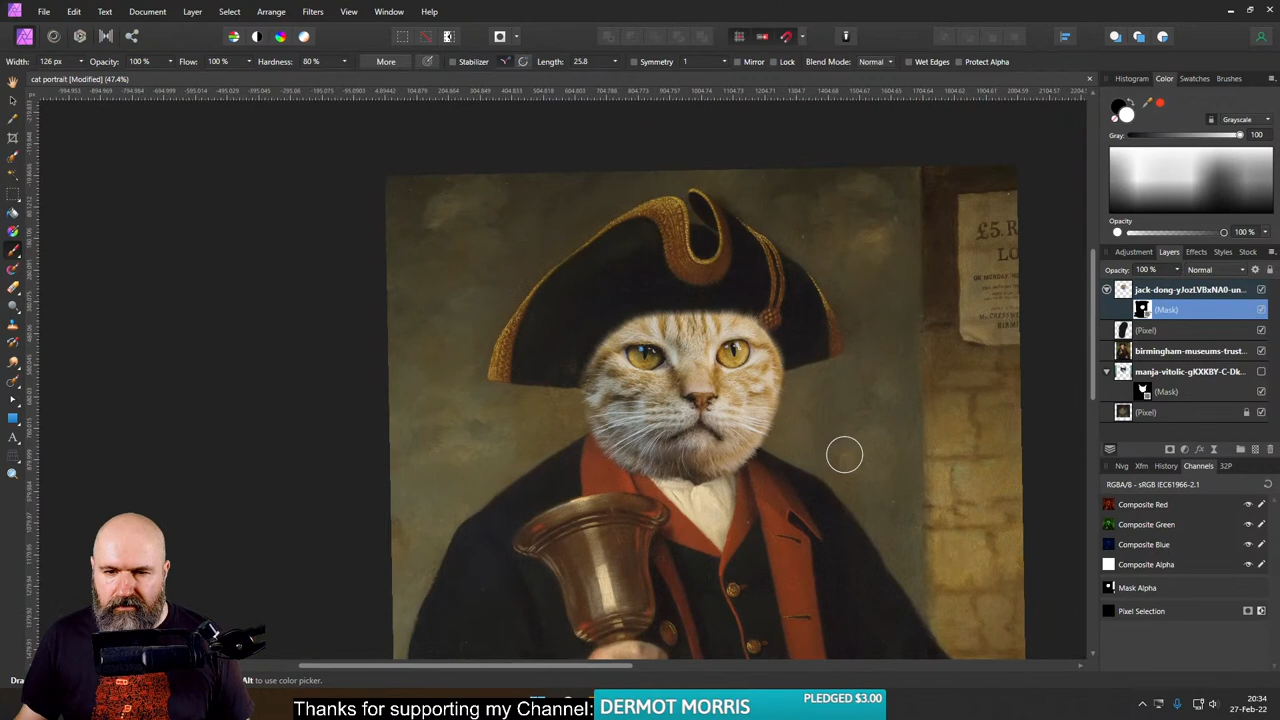 File Edit Text Document Layer Select Arrange Filters View Window Help
Width: 126 px Opacity: 100 % Flow: 100 % Hardness: 80 % More Stabilizer Length: 25.8 Symmetry 1 Mirror Lock Blend Mode: Normal Wet Edges Protect Alpha
cat portrait [Modified] (47.4%)
Histogram Color Swatches Brushes
Grayscale
Gray: 100
Opacity
100 %
Adjustment Layers Effects Styles Stock
Opacity: 100 % Normal
jack-dong-yJozLVBxNA0-un...
(Mask)
(Pixel)
birmingham-museums-trust...
manja-vitolic-gKXKBY-C-Dk...
(Mask)
(Pixel)
Nvg Xfm History Channels 32P
RGBA/8 - sRGB IEC61966-2.1
Composite Red
Composite Green
Composite Blue
Composite Alpha
Mask Alpha
Pixel Selection
£5.R
LO
Alt to use color picker.
Thanks for supporting my Channel: DERMOT MORRIS PLEDGED $3.00
20:34
27-Feb-22